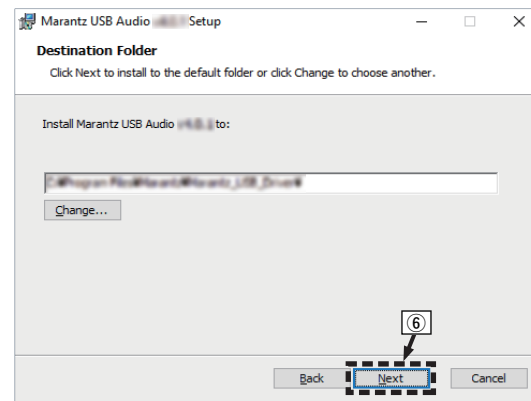 Marantz USB Audio Setup
Destination Folder
Click Next to install to the default folder or click Change to choose another.
Install Marantz USB Audio to:
Change...
⑥
Back Next Cancel